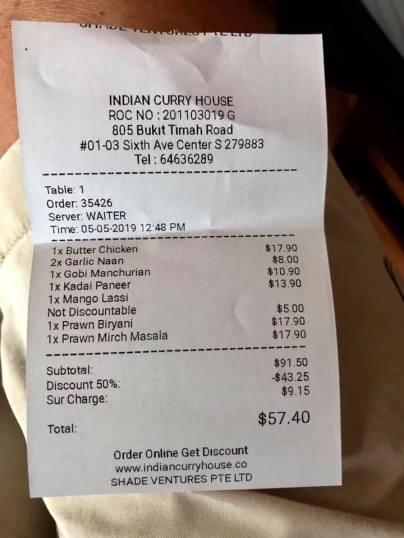 SHADE VENTURES PTE LTD
INDIAN CURRY HOUSE
ROC NO : 201103019 G
805 Bukit Timah Road
#01-03 Sixth Ave Center S 279883
Tel : 64636289
Table: 1
Order: 35426
Server: WAITER
Time: 05-05-2019 12:48 PM
1x Butter Chicken $17.90
2x Garlic Naan $8.00
1x Gobi Manchurian $10.90
1x Kadai Paneer $13.90
1x Mango Lassi
Not Discountable $5.00
1x Prawn Biryani $17.90
1x Prawn Mirch Masala $17.90
Subtotal: $91.50
Discount 50%: -$43.25
Sur Charge: $9.15
Total: $57.40
Order Online Get Discount
www.indiancurryhouse.co
SHADE VENTURES PTE LTD